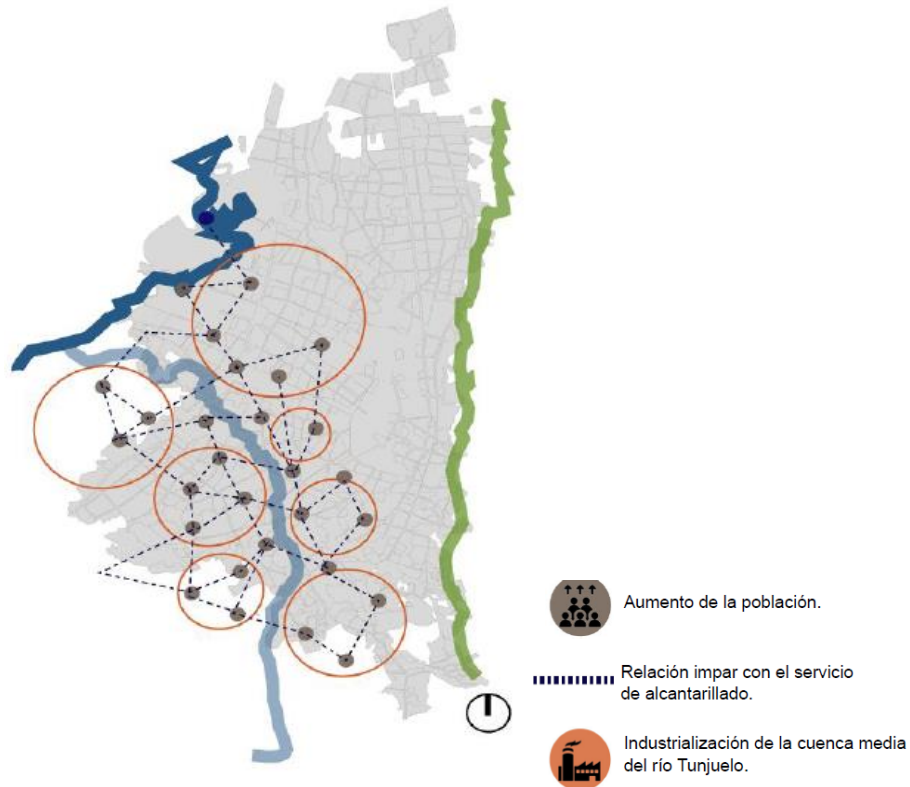 Aumento de la población.
Relación impar con el servicio
de alcantarillado.
Industrialización de la cuenca media
del río Tunjuelo.